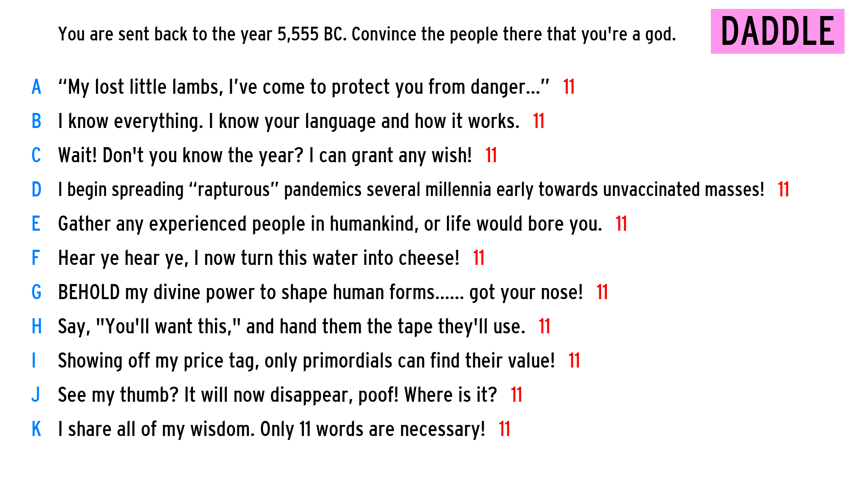 You are sent back to the year 5,555 BC. Convince the people there that you're a god.
DADDLE
A “My lost little lambs, I’ve come to protect you from danger...” 11
B I know everything. I know your language and how it works. 11
C Wait! Don't you know the year? I can grant any wish! 11
D I begin spreading “rapturous” pandemics several millennia early towards unvaccinated masses! 11
E Gather any experienced people in humankind, or life would bore you. 11
F Hear ye hear ye, I now turn this water into cheese! 11
G BEHOLD my divine power to shape human forms...... got your nose! 11
H Say, "You'll want this," and hand them the tape they'll use. 11
I Showing off my price tag, only primordials can find their value! 11
J See my thumb? It will now disappear, poof! Where is it? 11
K I share all of my wisdom. Only 11 words are necessary! 11